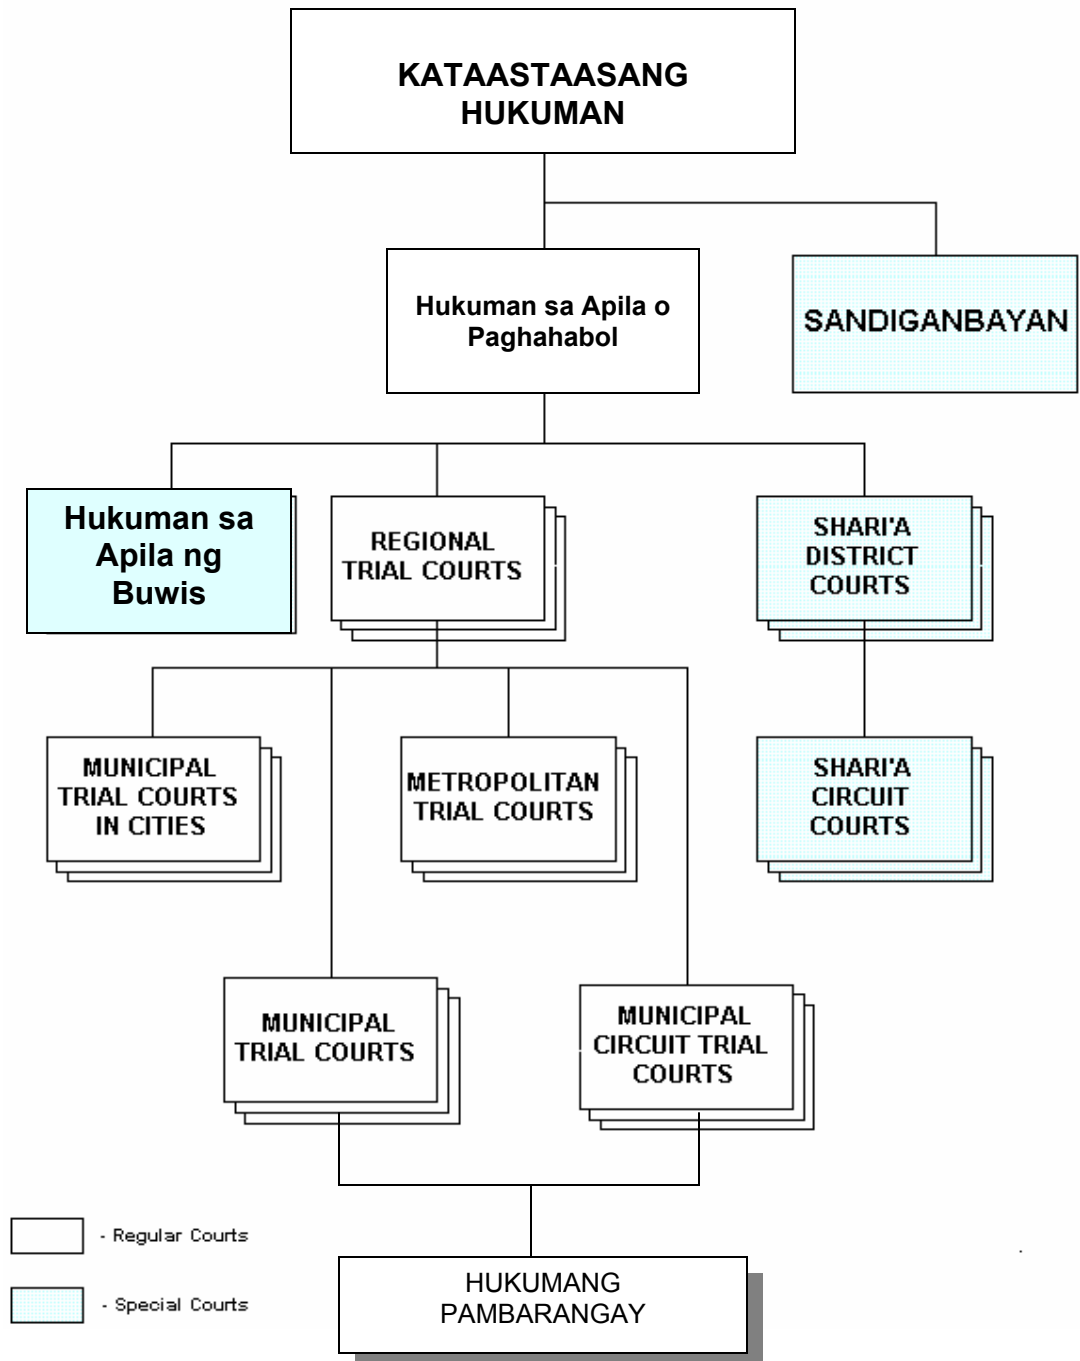 KATAASTAASANG
HUKUMAN
Hukuman sa Apila o
Paghahabol
SANDIGANBAYAN
Hukuman sa
Apila ng
Buwis
REGIONAL
TRIAL COURTS
SHARI'A
DISTRICT
COURTS
MUNICIPAL
TRIAL COURTS
IN CITIES
METROPOLITAN
TRIAL COURTS
SHARI'A
CIRCUIT
COURTS
MUNICIPAL
TRIAL COURTS
MUNICIPAL
CIRCUIT TRIAL
COURTS
- Regular Courts
- Special Courts
HUKUMANG
PAMBARANGAY